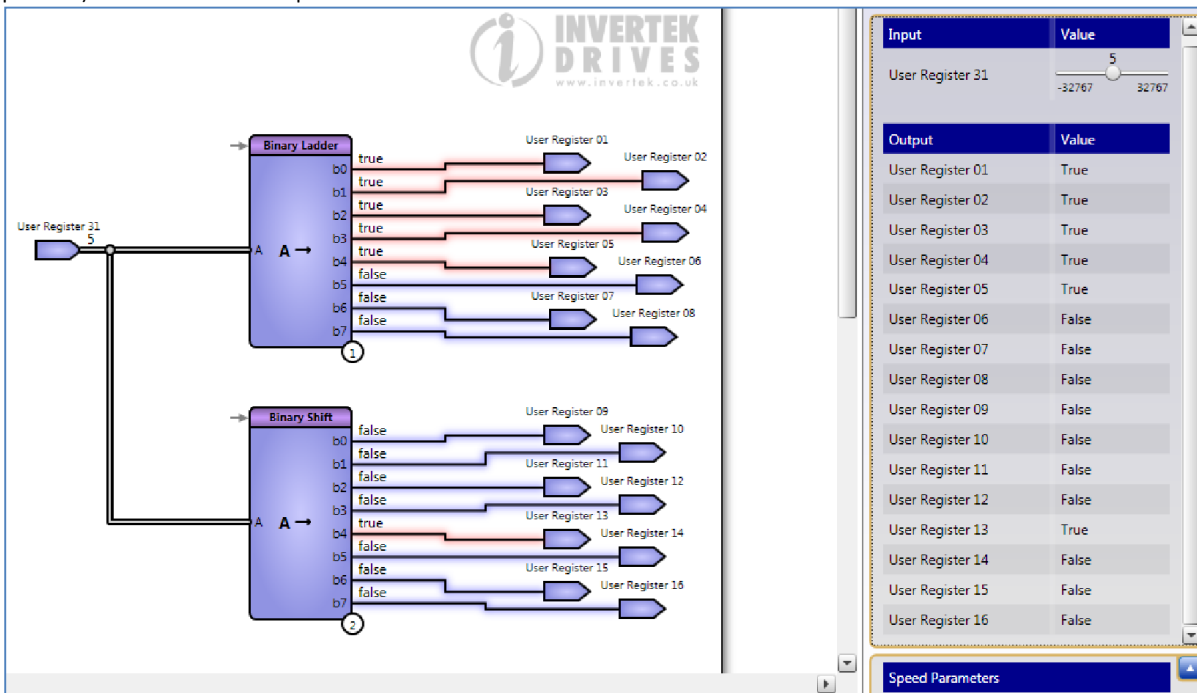 INVERTEK
DRIVES
www.invertek.co.uk
User Register 31
5
Binary Ladder
A
A →
b0 true
b1 true
b2 true
b3 true
b4 true
b5 false
b6 false
b7 false
1
User Register 01
User Register 02
User Register 03
User Register 04
User Register 05
User Register 06
User Register 07
User Register 08
Binary Shift
A
A →
b0 false
b1 false
b2 false
b3 false
b4 true
b5 false
b6 false
b7 false
2
User Register 09
User Register 10
User Register 11
User Register 12
User Register 13
User Register 14
User Register 15
User Register 16
Input Value
User Register 31
5
-32767 32767
Output Value
User Register 01 True
User Register 02 True
User Register 03 True
User Register 04 True
User Register 05 True
User Register 06 False
User Register 07 False
User Register 08 False
User Register 09 False
User Register 10 False
User Register 11 False
User Register 12 False
User Register 13 True
User Register 14 False
User Register 15 False
User Register 16 False
Speed Parameters